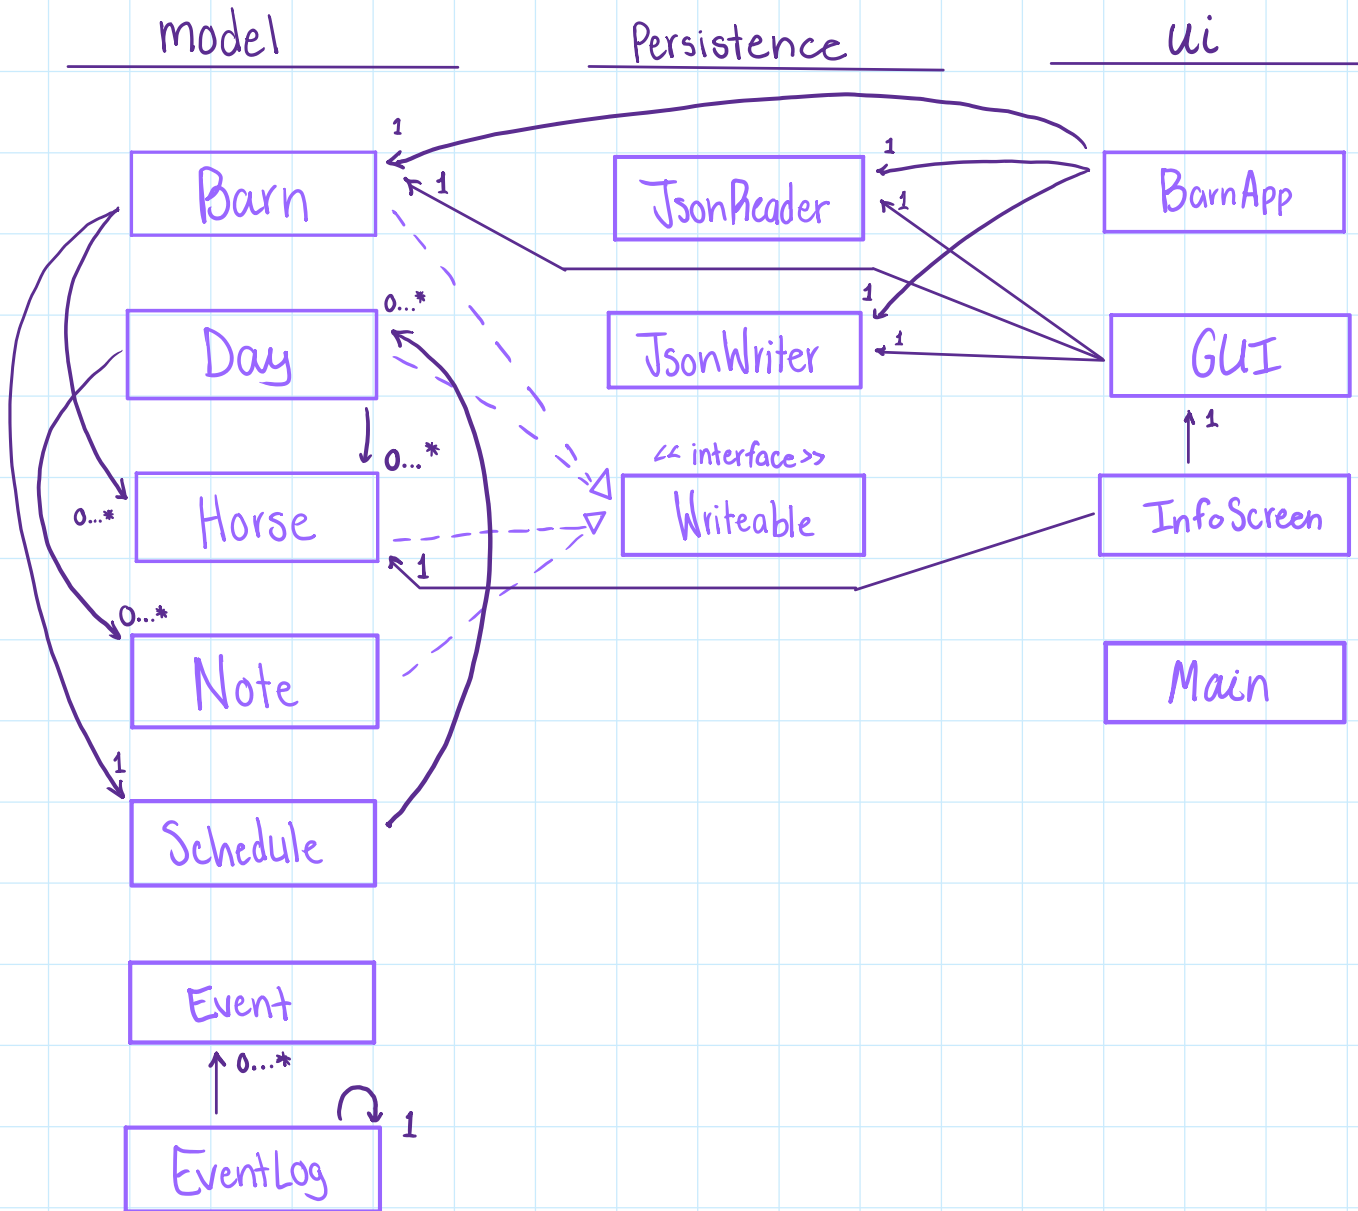 model
Persistence
ui
1
Barn
1
JsonReader
1
1
BarnApp
0...*
Day
JsonWriter
1
1
GUI
0...*
<< interface >>
1
0...*
Horse
Writeable
InfoScreen
1
0...*
Note
Main
1
Schedule
Event
0...*
1
EventLog